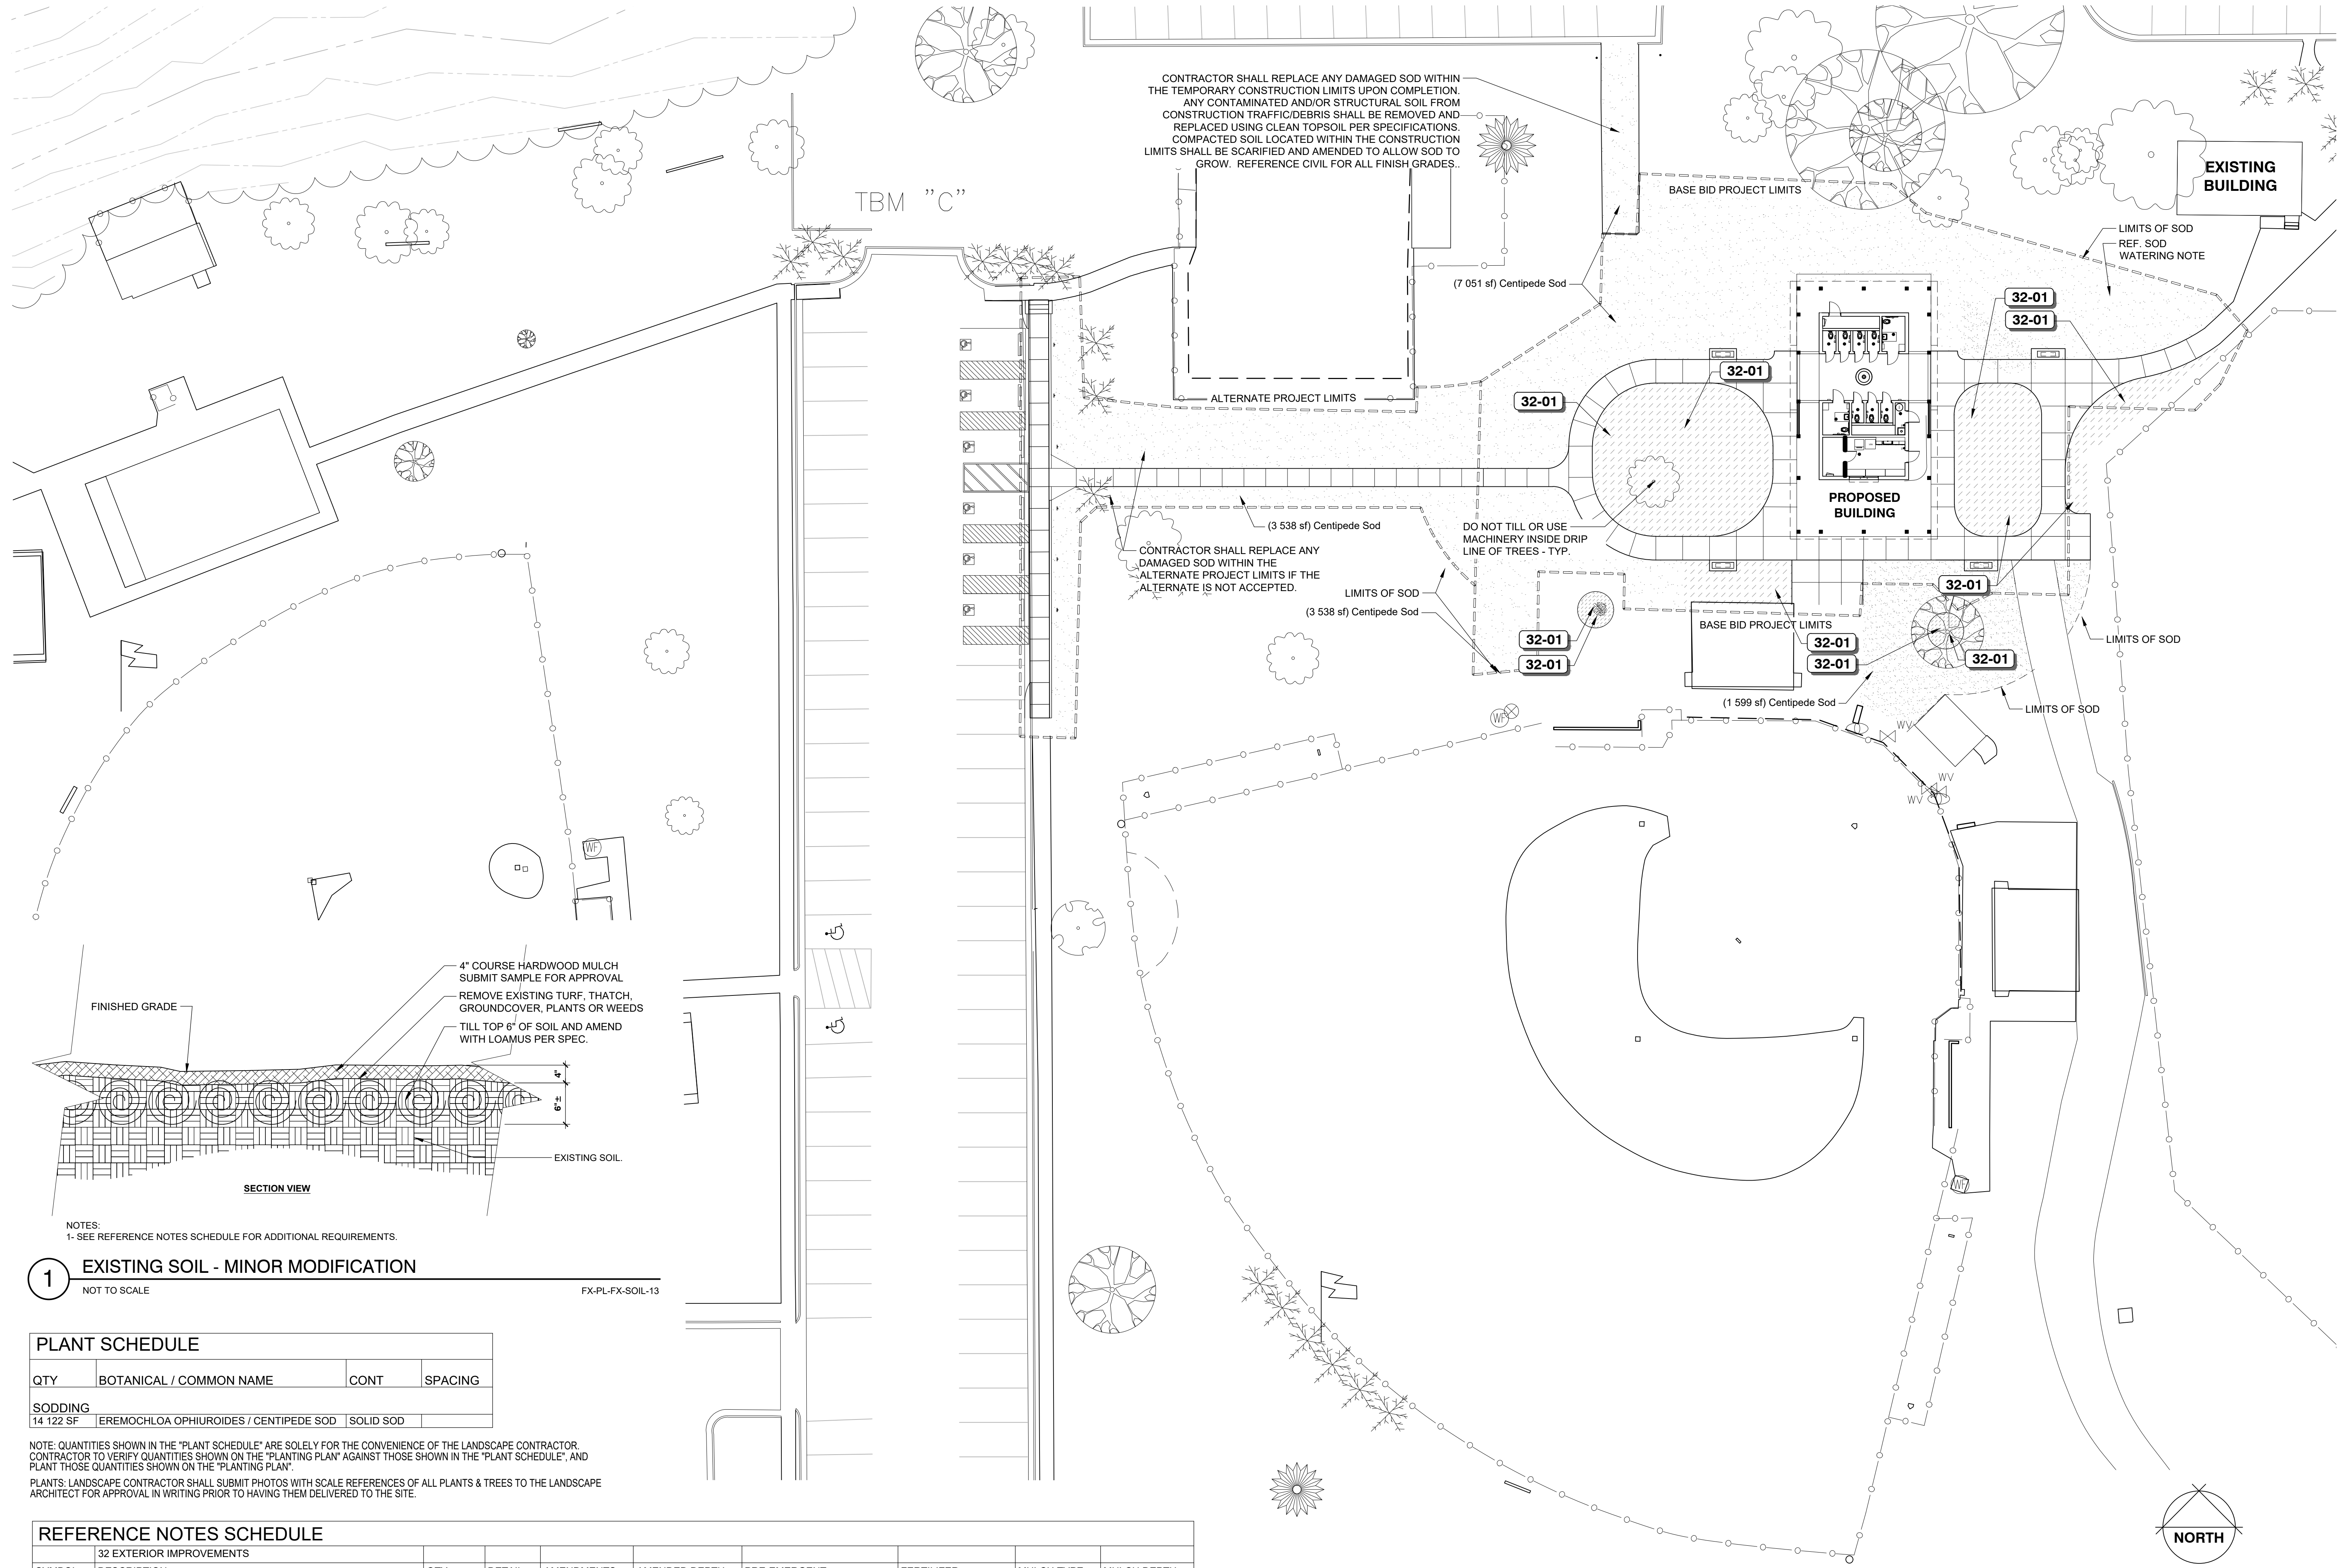 CONTRACTOR SHALL REPLACE ANY DAMAGED SOD WITHIN
THE TEMPORARY CONSTRUCTION LIMITS UPON COMPLETION.
ANY CONTAMINATED AND/OR STRUCTURAL SOIL FROM
CONSTRUCTION TRAFFIC/DEBRIS SHALL BE REMOVED AND
REPLACED USING CLEAN TOPSOIL PER SPECIFICATIONS.
COMPACTED SOIL LOCATED WITHIN THE CONSTRUCTION
LIMITS SHALL BE SCARIFIED AND AMENDED TO ALLOW SOD TO
GROW. REFERENCE CIVIL FOR ALL FINISH GRADES..
TBM "C"
BASE BID PROJECT LIMITS
EXISTING
BUILDING
LIMITS OF SOD
REF. SOD
WATERING NOTE
(7 051 sf) Centipede Sod
32-01
32-01
32-01
32-01
ALTERNATE PROJECT LIMITS
PROPOSED
BUILDING
(3 538 sf) Centipede Sod
DO NOT TILL OR USE
MACHINERY INSIDE DRIP
LINE OF TREES - TYP.
CONTRACTOR SHALL REPLACE ANY
DAMAGED SOD WITHIN THE
ALTERNATE PROJECT LIMITS IF THE
ALTERNATE IS NOT ACCEPTED.
LIMITS OF SOD
(3 538 sf) Centipede Sod
32-01
BASE BID PROJECT LIMITS
32-01
32-01
32-01
32-01
32-01
LIMITS OF SOD
(1 599 sf) Centipede Sod
LIMITS OF SOD
WF
WV
WV
WV
WF
WF
4" COURSE HARDWOOD MULCH
SUBMIT SAMPLE FOR APPROVAL
REMOVE EXISTING TURF, THATCH,
GROUNDCOVER, PLANTS OR WEEDS
FINISHED GRADE
TILL TOP 6" OF SOIL AND AMEND
WITH LOAMUS PER SPEC.
4"
6"±
EXISTING SOIL.
SECTION VIEW
NOTES:
1- SEE REFERENCE NOTES SCHEDULE FOR ADDITIONAL REQUIREMENTS.
1 EXISTING SOIL - MINOR MODIFICATION
NOT TO SCALE FX-PL-FX-SOIL-13
PLANT SCHEDULE
QTY BOTANICAL / COMMON NAME CONT SPACING
SODDING
14 122 SF EREMOCHLOA OPHIUROIDES / CENTIPEDE SOD SOLID SOD
NOTE: QUANTITIES SHOWN IN THE "PLANT SCHEDULE" ARE SOLELY FOR THE CONVENIENCE OF THE LANDSCAPE CONTRACTOR.
CONTRACTOR TO VERIFY QUANTITIES SHOWN ON THE "PLANTING PLAN" AGAINST THOSE SHOWN IN THE "PLANT SCHEDULE", AND
PLANT THOSE QUANTITIES SHOWN ON THE "PLANTING PLAN".
PLANTS: LANDSCAPE CONTRACTOR SHALL SUBMIT PHOTOS WITH SCALE REFERENCES OF ALL PLANTS & TREES TO THE LANDSCAPE
ARCHITECT FOR APPROVAL IN WRITING PRIOR TO HAVING THEM DELIVERED TO THE SITE.
REFERENCE NOTES SCHEDULE
32 EXTERIOR IMPROVEMENTS
NORTH